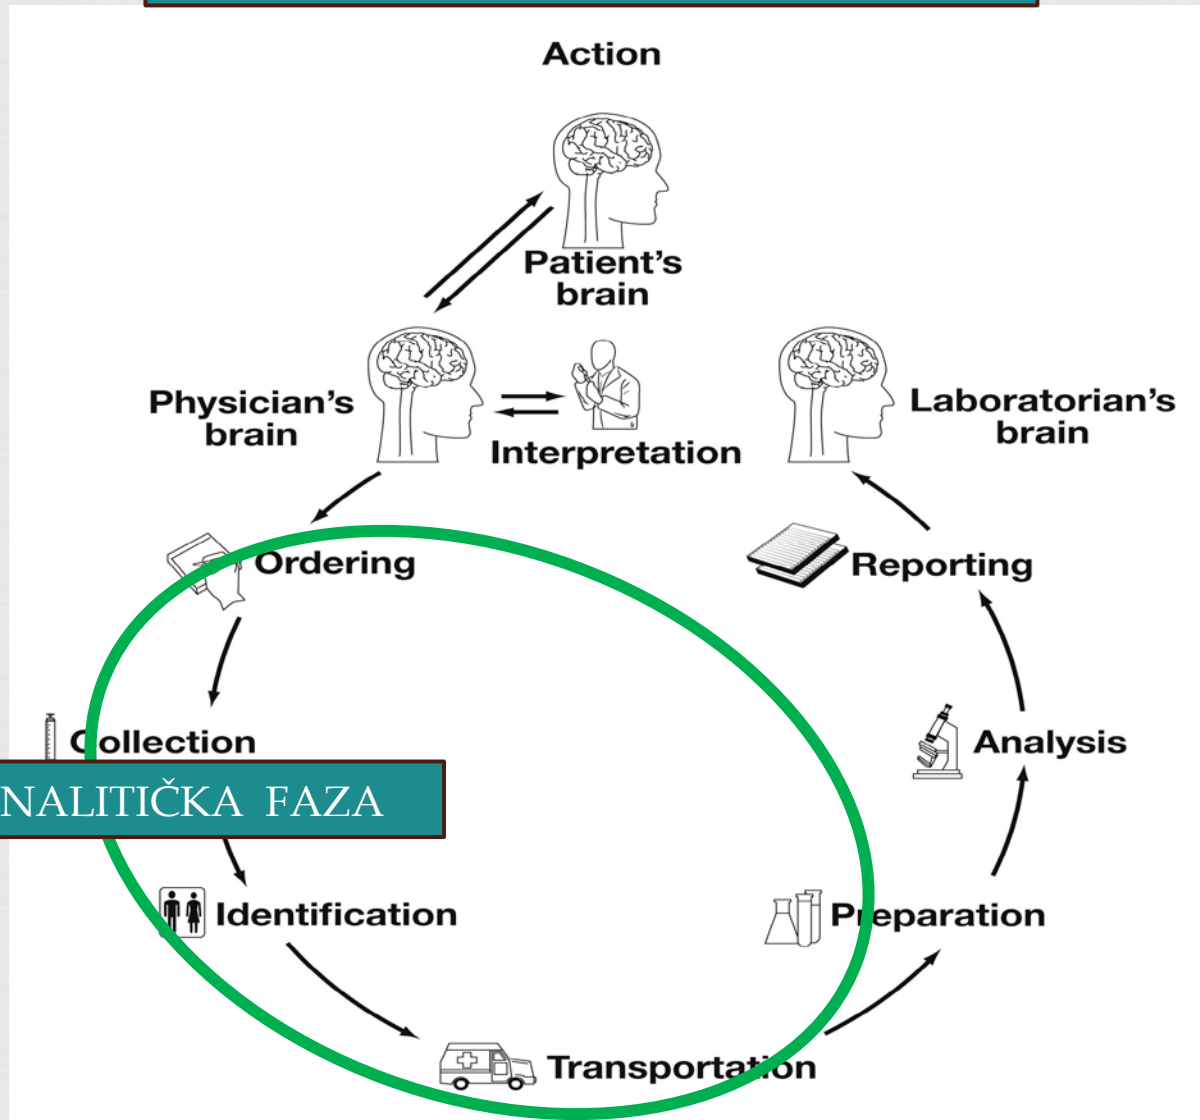 Action
Patient's
brain
Physician's
brain
Interpretation
Laboratorian's
brain
Ordering
Reporting
Collection
Analysis
NALITIČKA FAZA
Identification
Preparation
Transportation